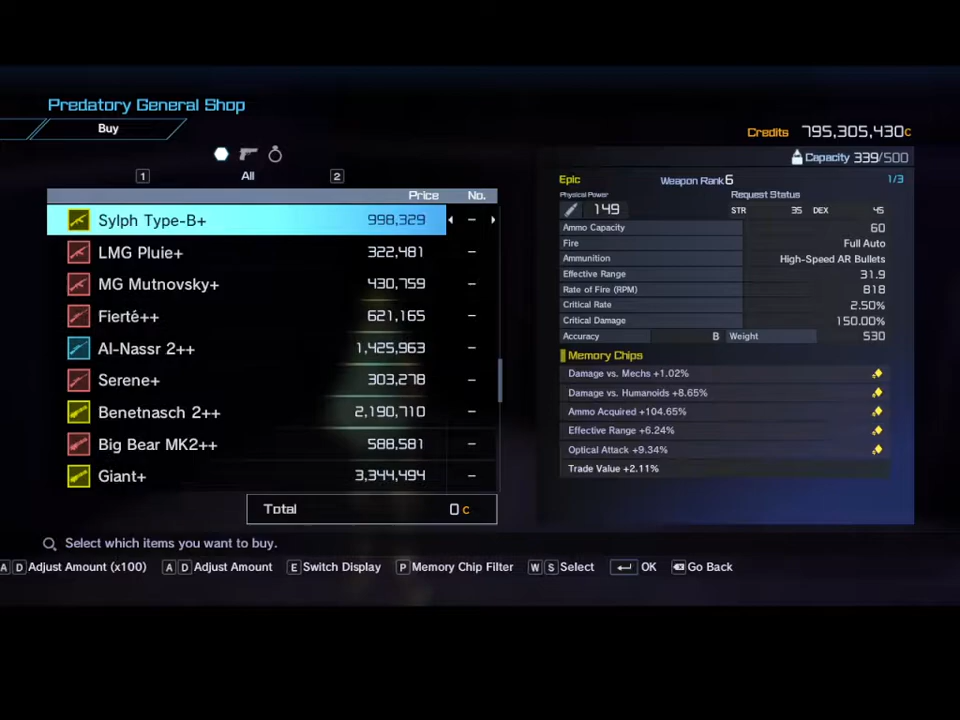 Predatory General Shop
Buy
Credits 795,305,430c
Capacity 339/500
1 All 2
Price No.
Sylph Type-B+ 998,329 –
LMG Pluie+ 322,481 –
MG Mutnovsky+ 430,759 –
Fierté++ 621,165 –
Al-Nassr 2++ 1,425,963 –
Serene+ 303,278 –
Benetnasch 2++ 2,190,710 –
Big Bear MK2++ 588,581 –
Giant+ 3,344,494 –
Total 0 c
Epic Weapon Rank 6 1/3
Physical Power Request Status
149 STR 35 DEX 45
Ammo Capacity 60
Fire Full Auto
Ammunition High-Speed AR Bullets
Effective Range 31.9
Rate of Fire (RPM) 818
Critical Rate 2.50%
Critical Damage 150.00%
Accuracy B Weight 530
Memory Chips
Damage vs. Mechs +1.02%
Damage vs. Humanoids +8.65%
Ammo Acquired +104.65%
Effective Range +6.24%
Optical Attack +9.34%
Trade Value +2.11%
Select which items you want to buy.
A D Adjust Amount (x100) A D Adjust Amount E Switch Display P Memory Chip Filter W S Select OK Go Back